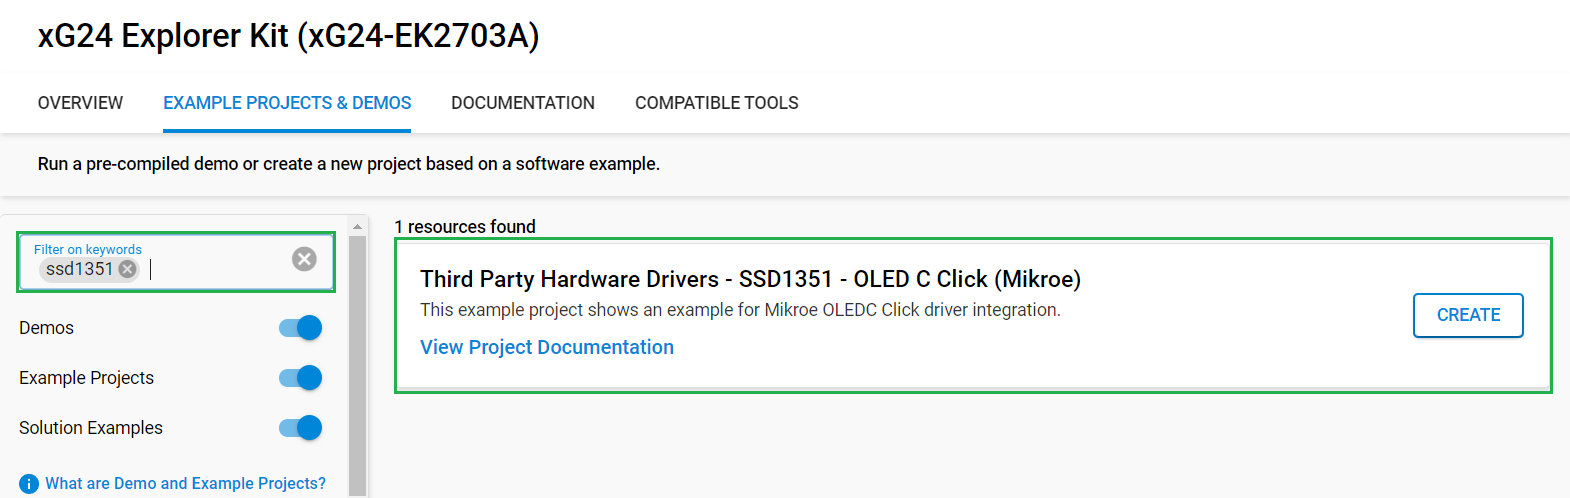 xG24 Explorer Kit (xG24-EK2703A)
OVERVIEW EXAMPLE PROJECTS & DEMOS DOCUMENTATION COMPATIBLE TOOLS
Run a pre-compiled demo or create a new project based on a software example.
Filter on keywords
ssd1351
Demos
Example Projects
Solution Examples
What are Demo and Example Projects?
1 resources found
Third Party Hardware Drivers - SSD1351 - OLED C Click (Mikroe)
This example project shows an example for Mikroe OLEDC Click driver integration.
View Project Documentation
CREATE